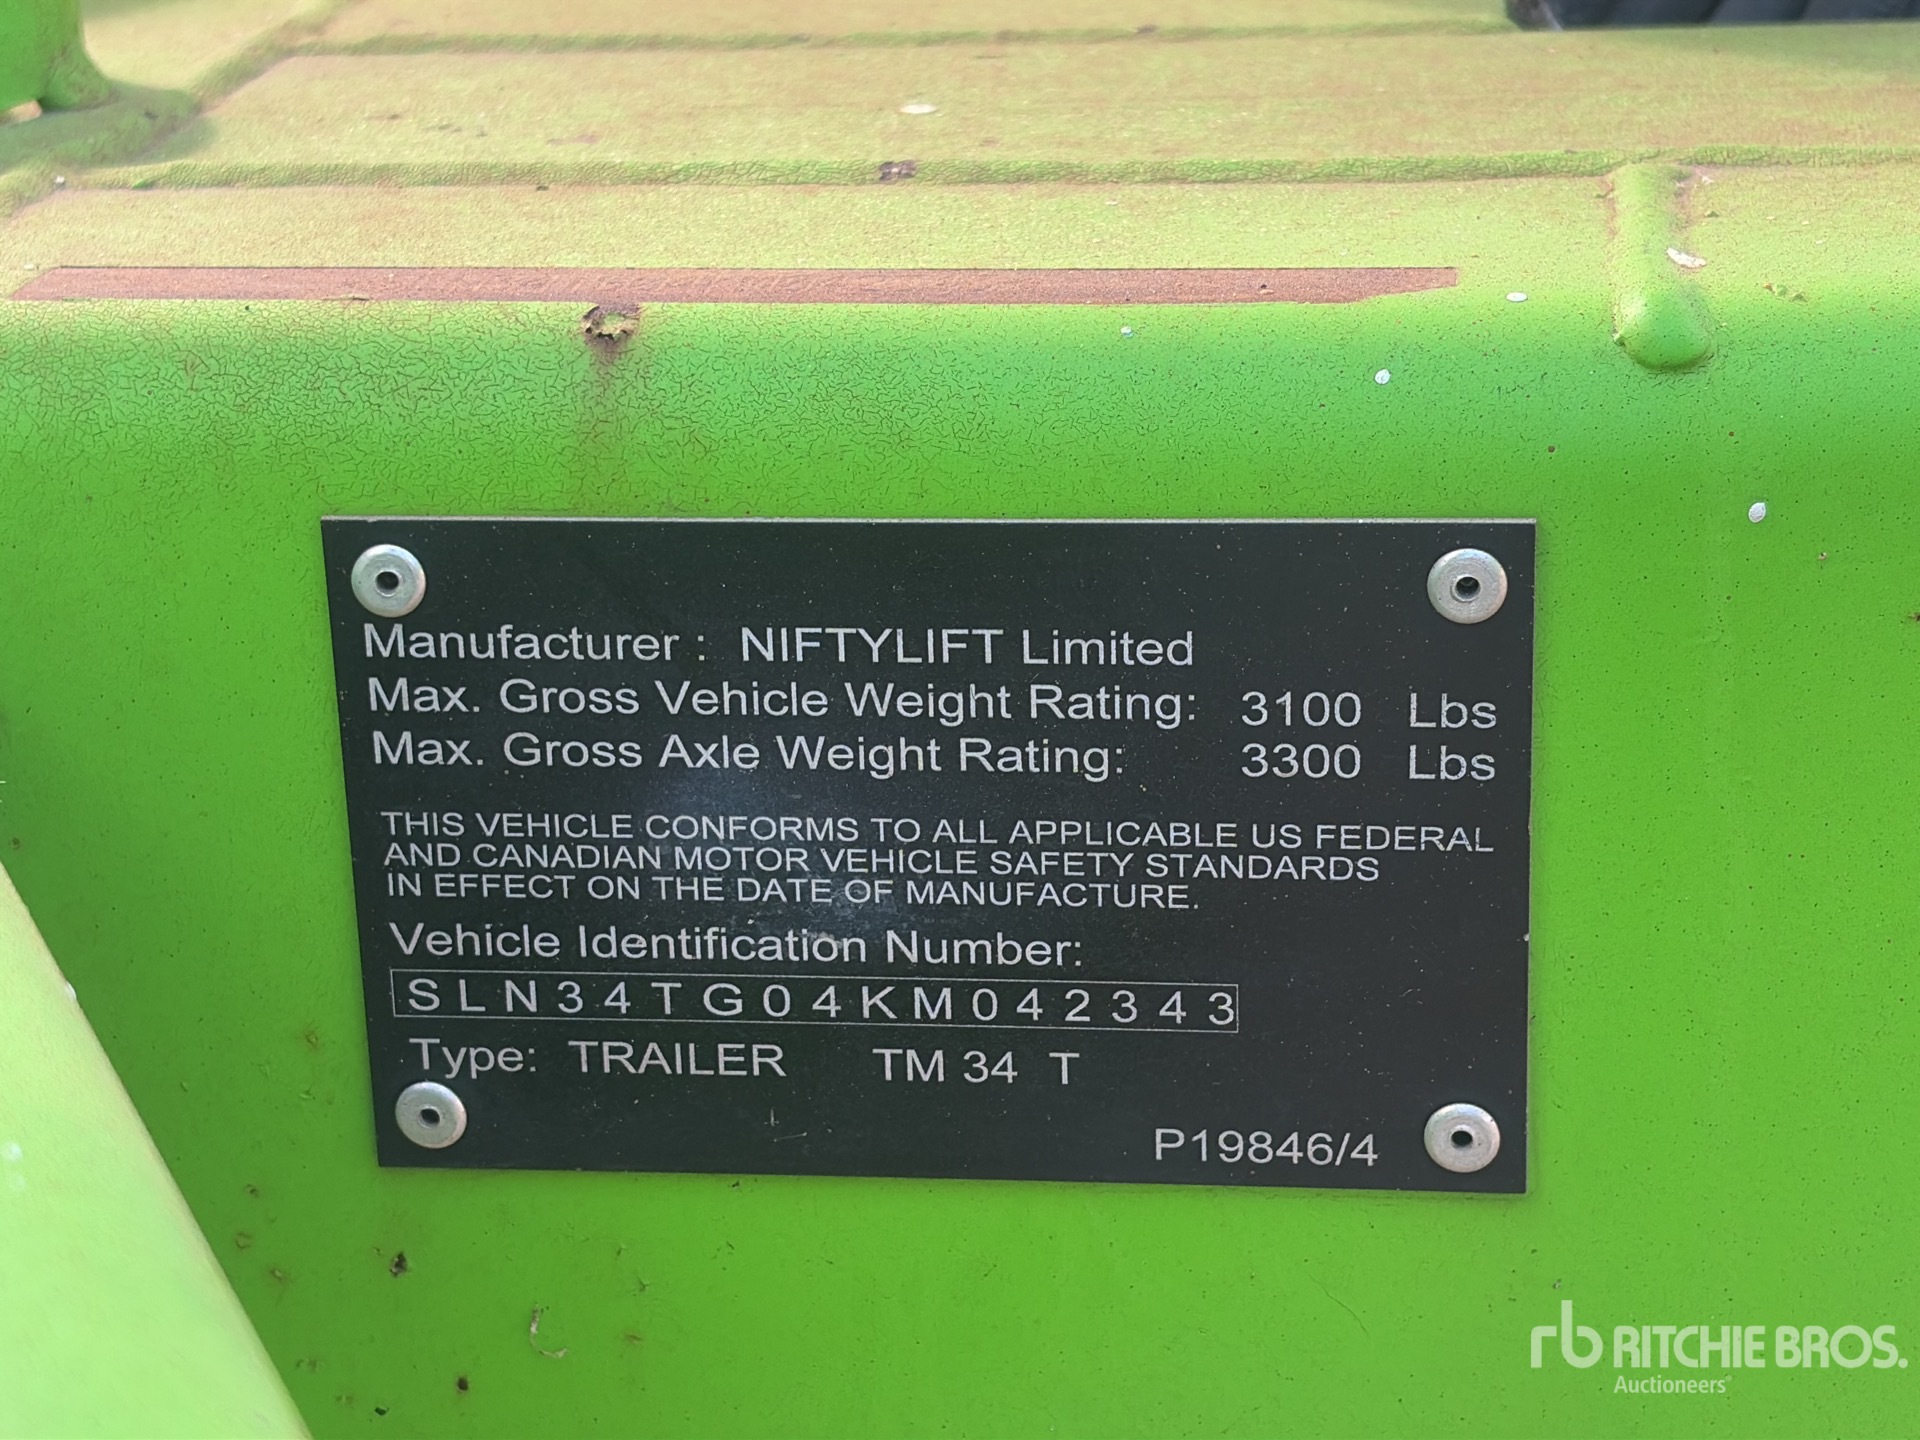 Manufacturer : NIFTYLIFT Limited
Max. Gross Vehicle Weight Rating: 3100 Lbs
Max. Gross Axle Weight Rating: 3300 Lbs
THIS VEHICLE CONFORMS TO ALL APPLICABLE US FEDERAL
AND CANADIAN MOTOR VEHICLE SAFETY STANDARDS
IN EFFECT ON THE DATE OF MANUFACTURE.
Vehicle Identification Number:
SLN34TG04KM042343
Type: TRAILER TM 34 T
P19846/4
rb RITCHIE BROS.
Auctioneers